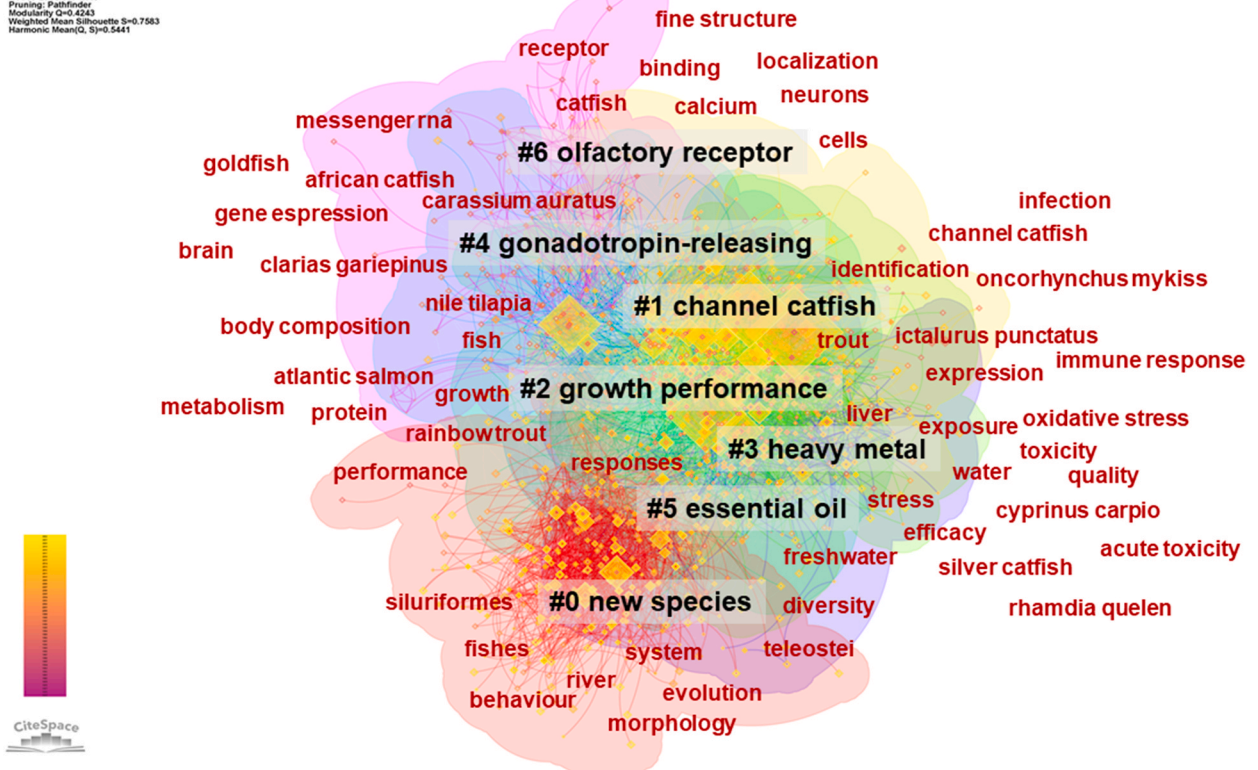 Pruning: Pathfinder
Modularity Q=0.4243
Weighted Mean Silhouette S=0.7583
Harmonic Mean(Q, S)=0.5441
fine structure
receptor
binding
localization
neurons
catfish
calcium
messenger rna
cells
#6 olfactory receptor
goldfish
african catfish
carassium auratus
infection
gene espression
channel catfish
brain
#4 gonadotropin-releasing
clarias gariepinus
identification
oncorhynchus mykiss
nile tilapia
#1 channel catfish
body composition
fish
trout
ictalurus punctatus
immune response
atlantic salmon
expression
growth
#2 growth performance
metabolism
protein
liver
oxidative stress
exposure
rainbow trout
#3 heavy metal
toxicity
performance
responses
water
quality
#5 essential oil
stress
cyprinus carpio
efficacy
acute toxicity
freshwater
silver catfish
siluriformes
#0 new species
diversity
rhamdia quelen
fishes
system
teleostei
river
behaviour
evolution
morphology
CiteSpace